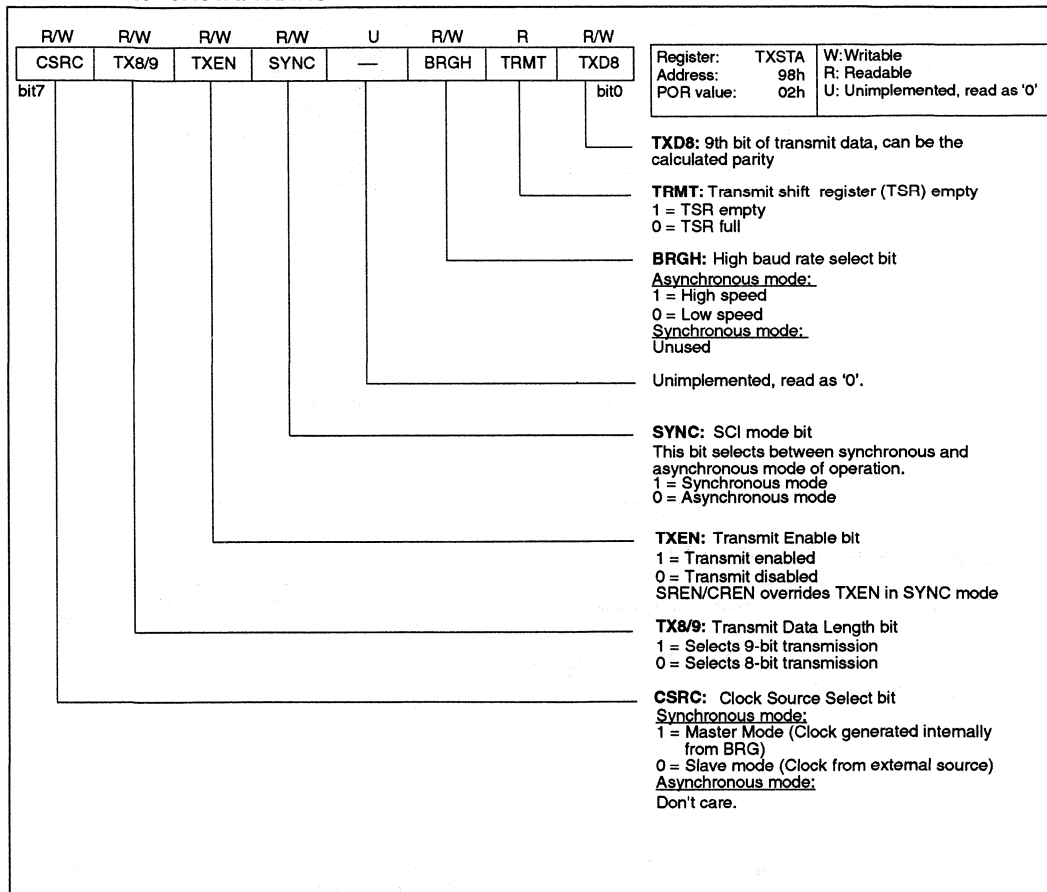 R/W R/W R/W R/W U R/W R R/W
CSRC TX8/9 TXEN SYNC — BRGH TRMT TXD8
bit7 bit0
Register: TXSTA
Address: 98h
POR value: 02h
W: Writable
R: Readable
U: Unimplemented, read as '0'
TXD8: 9th bit of transmit data, can be the
calculated parity
TRMT: Transmit shift register (TSR) empty
1 = TSR empty
0 = TSR full
BRGH: High baud rate select bit
Asynchronous mode:
1 = High speed
0 = Low speed
Synchronous mode:
Unused
Unimplemented, read as '0'.
SYNC: SCI mode bit
This bit selects between synchronous and
asynchronous mode of operation.
1 = Synchronous mode
0 = Asynchronous mode
TXEN: Transmit Enable bit
1 = Transmit enabled
0 = Transmit disabled
SREN/CREN overrides TXEN in SYNC mode
TX8/9: Transmit Data Length bit
1 = Selects 9-bit transmission
0 = Selects 8-bit transmission
CSRC: Clock Source Select bit
Synchronous mode:
1 = Master Mode (Clock generated internally
from BRG)
0 = Slave mode (Clock from external source)
Asynchronous mode:
Don't care.